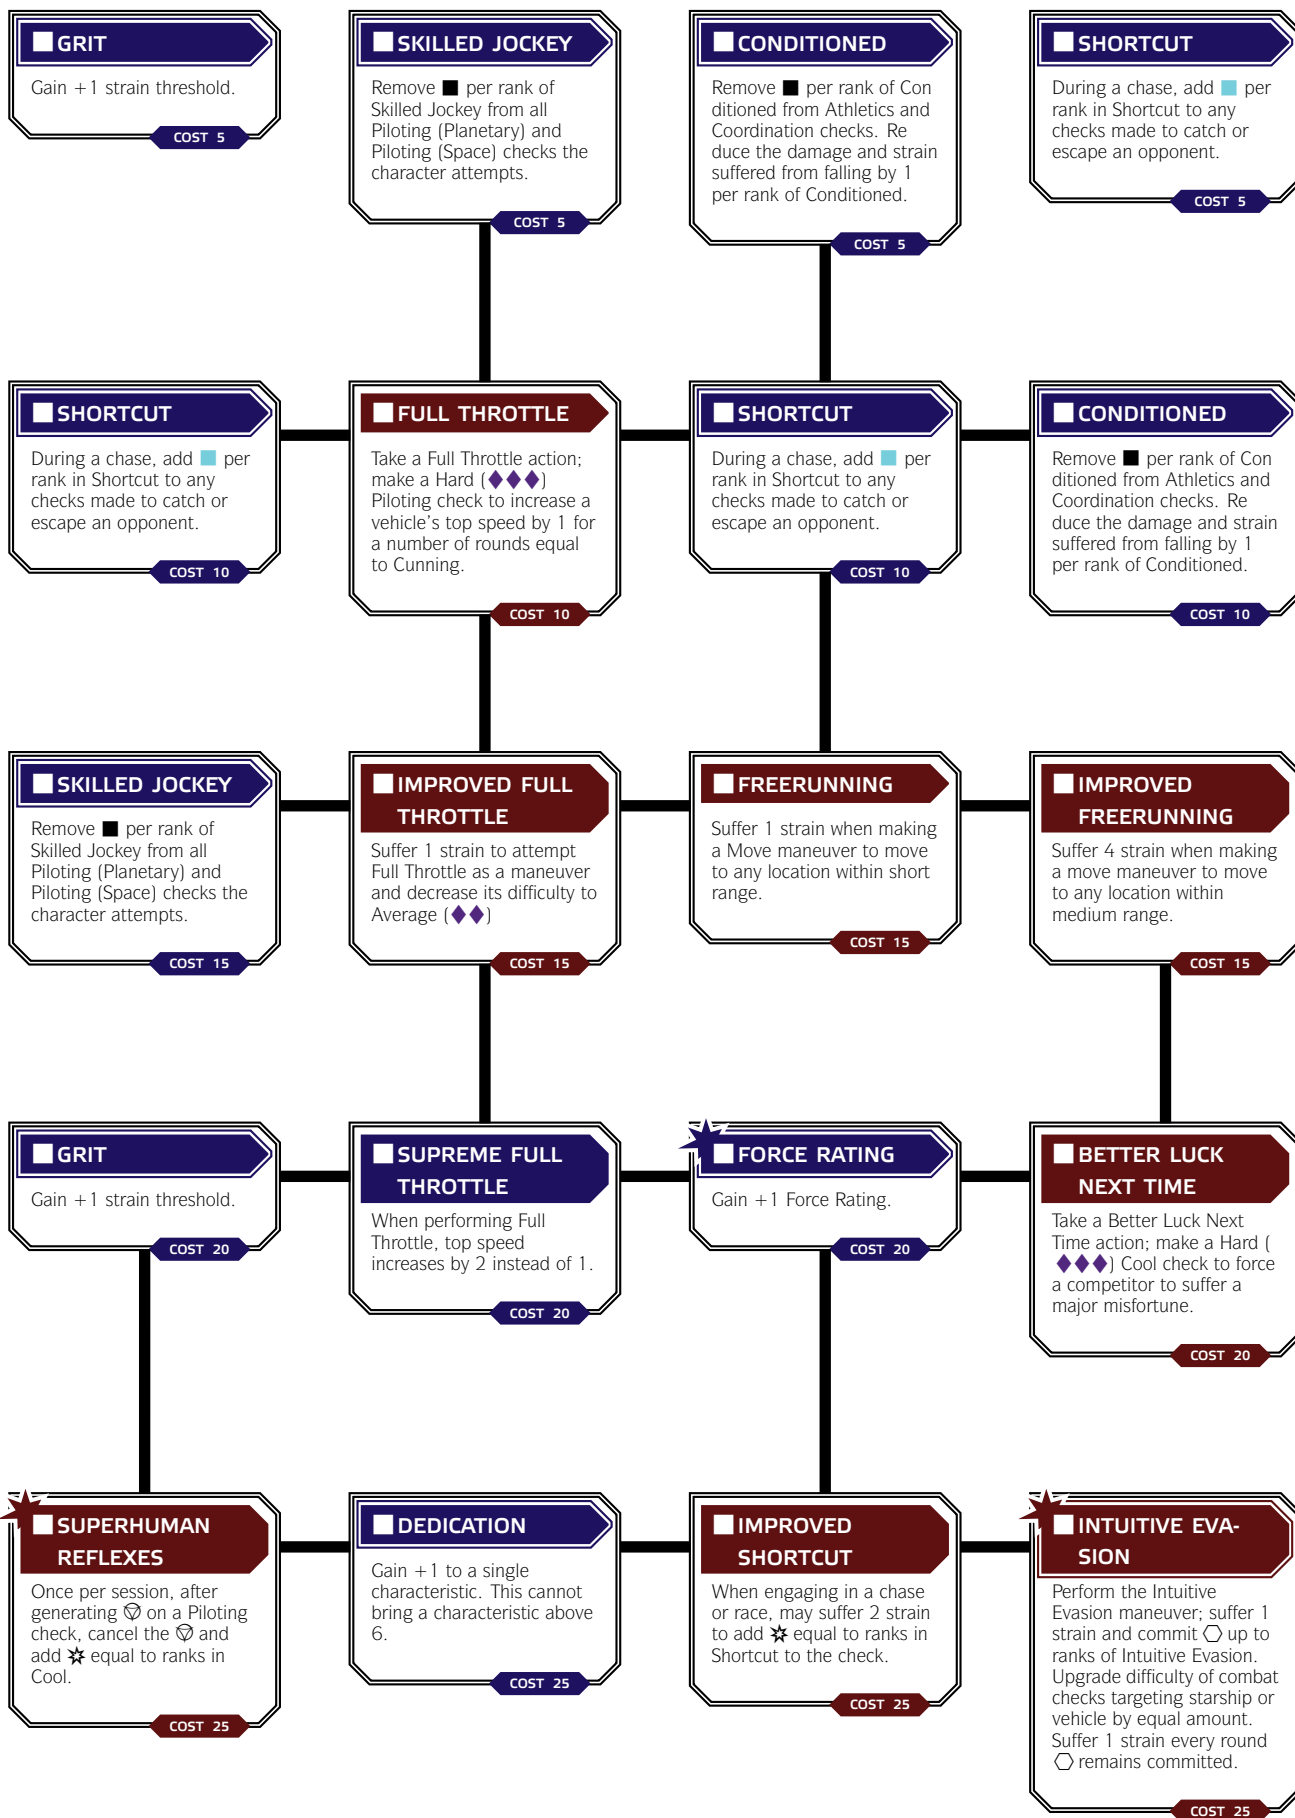 GRIT
Gain +1 strain threshold.
COST 5
SKILLED JOCKEY
Remove ■ per rank of
Skilled Jockey from all
Piloting (Planetary) and
Piloting (Space) checks the
character attempts.
COST 5
CONDITIONED
Remove ■ per rank of Con
ditioned from Athletics and
Coordination checks. Re
duce the damage and strain
suffered from falling by 1
per rank of Conditioned.
COST 5
SHORTCUT
During a chase, add ■ per
rank in Shortcut to any
checks made to catch or
escape an opponent.
COST 5
SHORTCUT
During a chase, add ■ per
rank in Shortcut to any
checks made to catch or
escape an opponent.
COST 10
FULL THROTTLE
Take a Full Throttle action;
make a Hard (◆◆◆)
Piloting check to increase a
vehicle's top speed by 1 for
a number of rounds equal
to Cunning.
COST 10
SHORTCUT
During a chase, add ■ per
rank in Shortcut to any
checks made to catch or
escape an opponent.
COST 10
CONDITIONED
Remove ■ per rank of Con
ditioned from Athletics and
Coordination checks. Re
duce the damage and strain
suffered from falling by 1
per rank of Conditioned.
COST 10
SKILLED JOCKEY
Remove ■ per rank of
Skilled Jockey from all
Piloting (Planetary) and
Piloting (Space) checks the
character attempts.
COST 15
IMPROVED FULL
THROTTLE
Suffer 1 strain to attempt
Full Throttle as a maneuver
and decrease its difficulty to
Average (◆◆)
COST 15
FREERUNNING
Suffer 1 strain when making
a Move maneuver to move
to any location within short
range.
COST 15
IMPROVED
FREERUNNING
Suffer 4 strain when making
a move maneuver to move
to any location within
medium range.
COST 15
GRIT
Gain +1 strain threshold.
COST 20
SUPREME FULL
THROTTLE
When performing Full
Throttle, top speed
increases by 2 instead of 1.
COST 20
FORCE RATING
Gain +1 Force Rating.
COST 20
BETTER LUCK
NEXT TIME
Take a Better Luck Next
Time action; make a Hard (
◆◆◆) Cool check to force
a competitor to suffer a
major misfortune.
COST 20
SUPERHUMAN
REFLEXES
Once per session, after
generating on a Piloting
check, cancel the and
add equal to ranks in
Cool.
COST 25
DEDICATION
Gain +1 to a single
characteristic. This cannot
bring a characteristic above
6.
COST 25
IMPROVED
SHORTCUT
When engaging in a chase
or race, may suffer 2 strain
to add equal to ranks in
Shortcut to the check.
COST 25
INTUITIVE EVA-
SION
Perform the Intuitive
Evasion maneuver; suffer 1
strain and commit ⬡ up to
ranks of Intuitive Evasion.
Upgrade difficulty of combat
checks targeting starship or
vehicle by equal amount.
Suffer 1 strain every round
⬡ remains committed.
COST 25